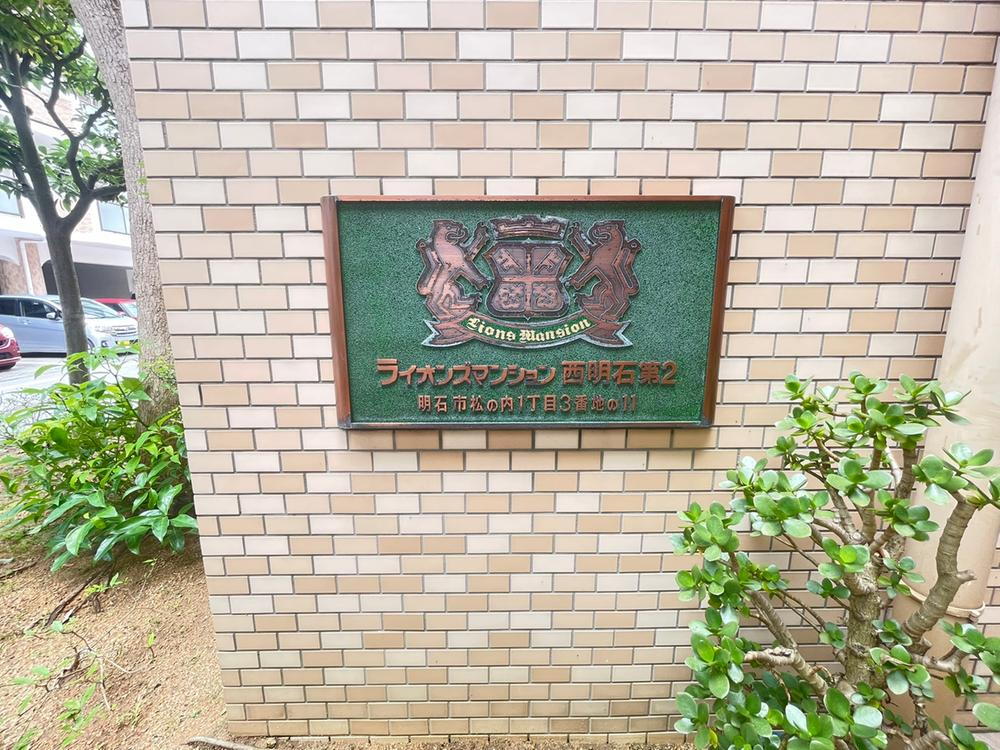 Lions Mansion
ライオンズマンション 西明石第2
明石市松の内1丁目3番地の11